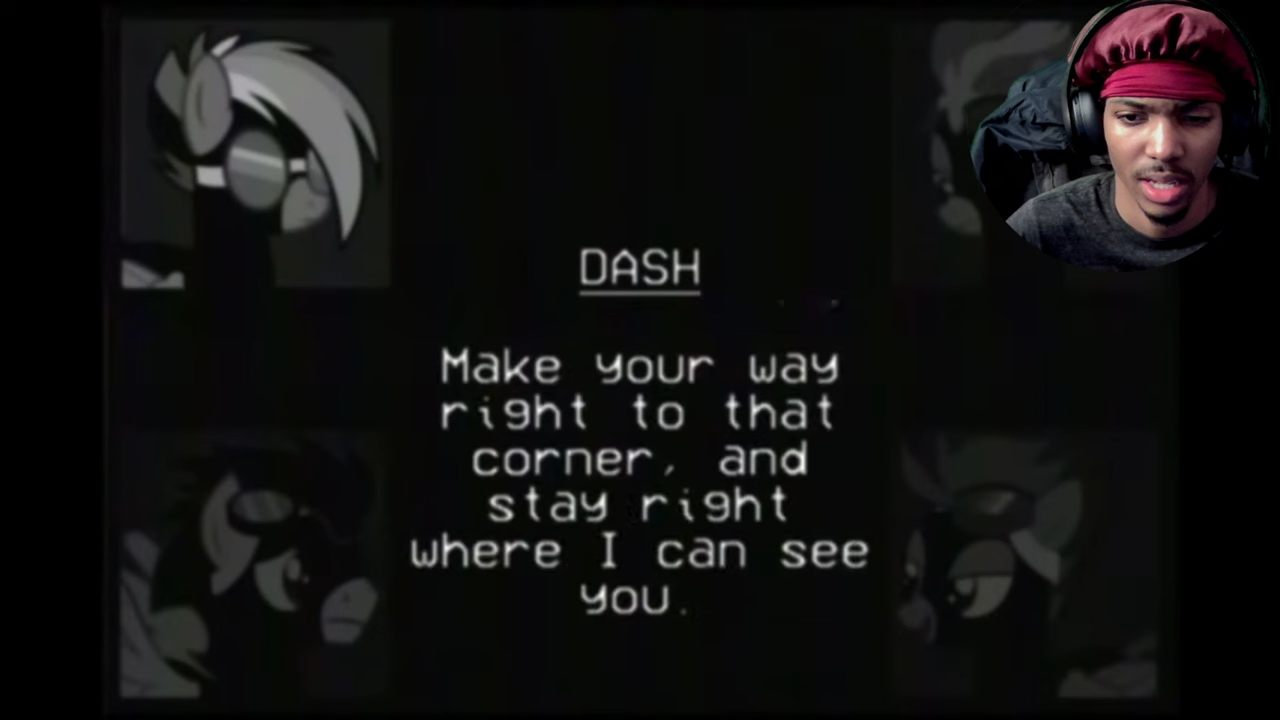 DASH
Make your way
right to that
corner, and
stay right
where I can see
you.